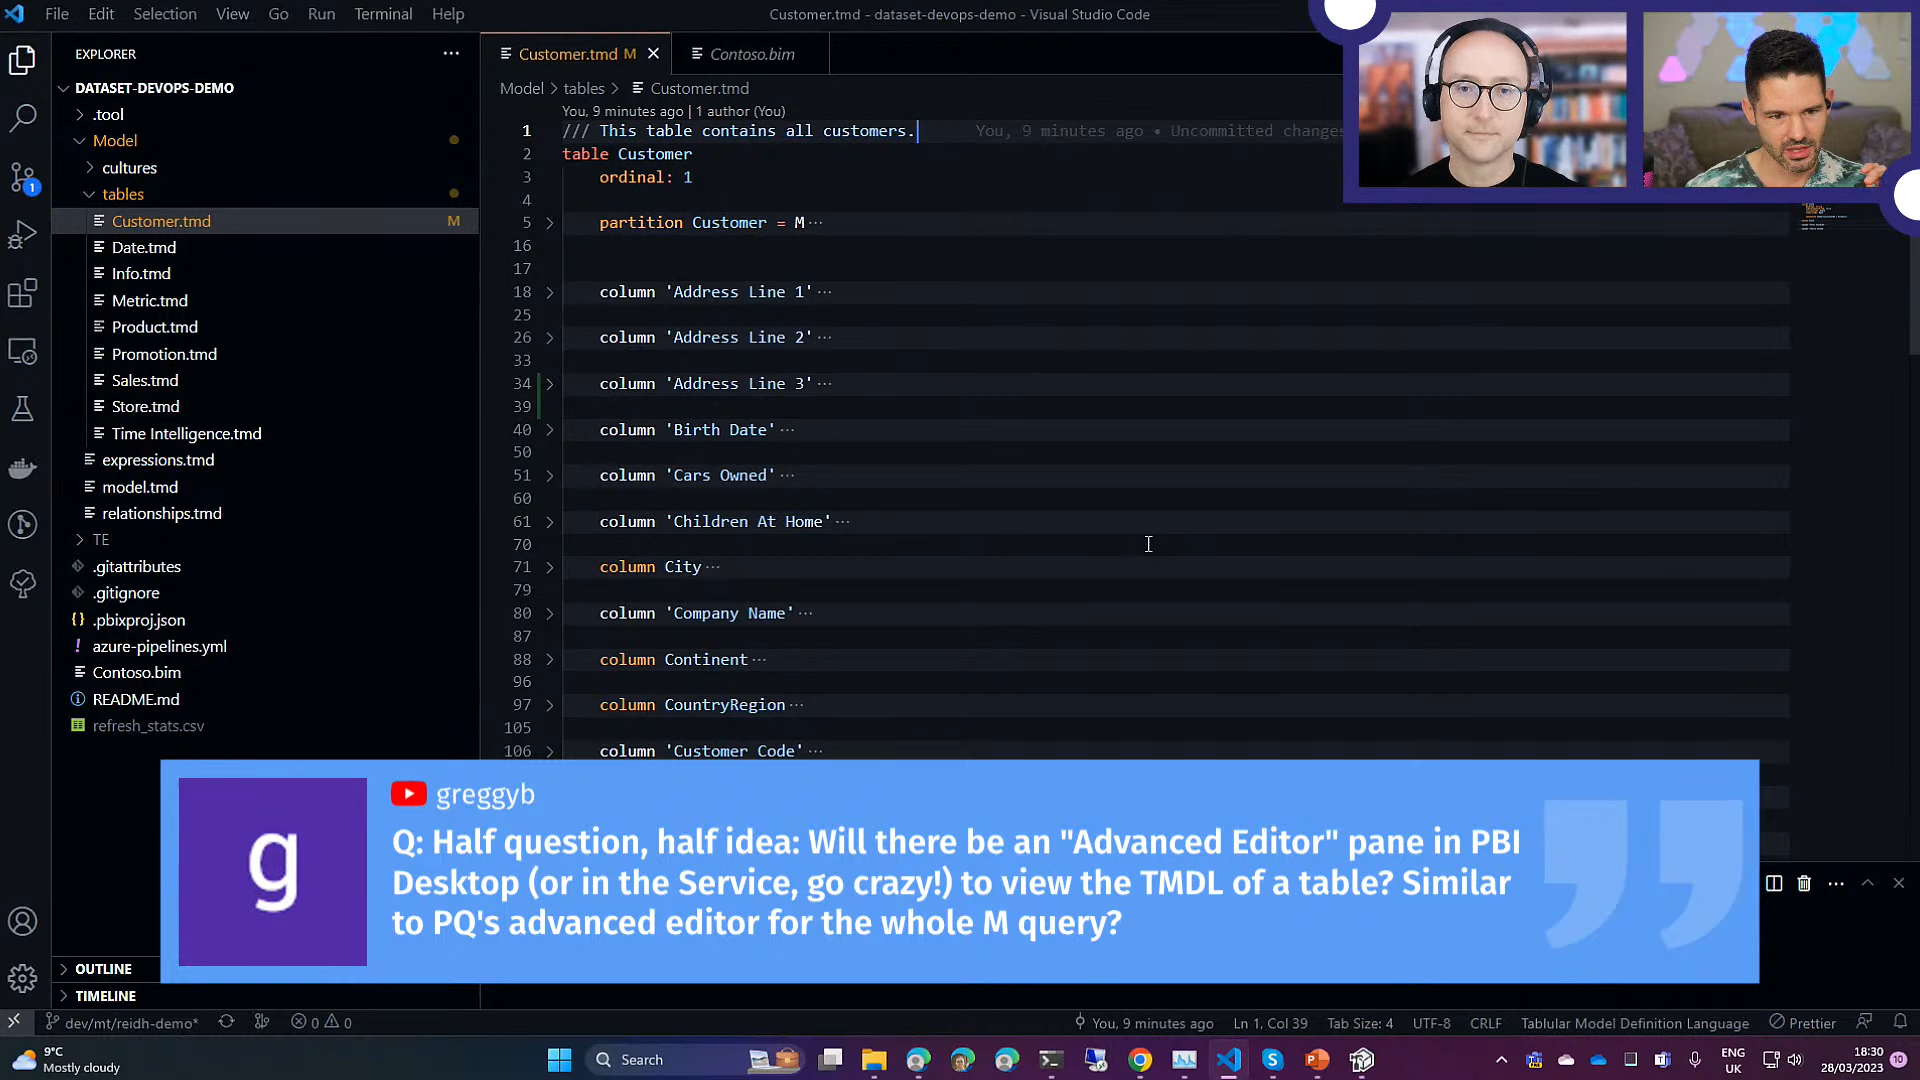 File Edit Selection View Go Run Terminal Help
Customer.tmd - dataset-devops-demo - Visual Studio Code
EXPLORER
DATASET-DEVOPS-DEMO
.tool
Model
cultures
tables
Customer.tmd M
Date.tmd
Info.tmd
Metric.tmd
Product.tmd
Promotion.tmd
Sales.tmd
Store.tmd
Time Intelligence.tmd
expressions.tmd
model.tmd
relationships.tmd
TE
.gitattributes
.gitignore
{} .pbixproj.json
! azure-pipelines.yml
Contoso.bim
README.md
refresh_stats.csv
OUTLINE
TIMELINE
1
Customer.tmd M
Contoso.bim
Model > tables > Customer.tmd
You, 9 minutes ago | 1 author (You)
1 /// This table contains all customers. You, 9 minutes ago • Uncommitted changes
2 table Customer
3 ordinal: 1
4
5 partition Customer = M ...
16
17
18 column 'Address Line 1' ...
25
26 column 'Address Line 2' ...
33
34 column 'Address Line 3' ...
39
40 column 'Birth Date' ...
50
51 column 'Cars Owned' ...
60
61 column 'Children At Home' ...
70
71 column City ...
79
80 column 'Company Name' ...
87
88 column Continent ...
96
97 column CountryRegion ...
105
106 column 'Customer Code' ...
g
greggyb
Q: Half question, half idea: Will there be an "Advanced Editor" pane in PBI
Desktop (or in the Service, go crazy!) to view the TMDL of a table? Similar
to PQ's advanced editor for the whole M query?
dev/mt/reidh-demo* 0 0 You, 9 minutes ago Ln 1, Col 39 Tab Size: 4 UTF-8 CRLF Tablular Model Definition Language Prettier
9°C
Mostly cloudy
Search
ENG
UK
18:30
28/03/2023
10